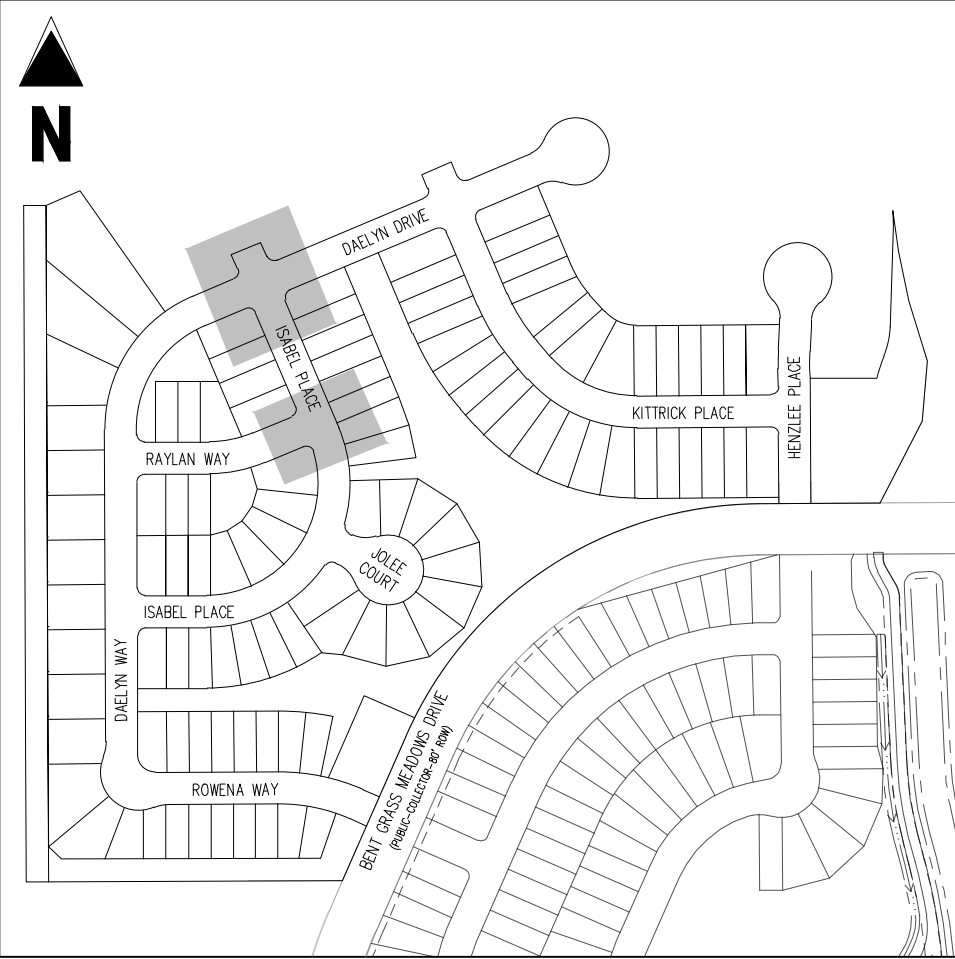 N
DAELYN DRIVE
ISABEL PLACE
HENZLEE PLACE
KITTRICK PLACE
RAYLAN WAY
JOLEE
COURT
ISABEL PLACE
DAELYN WAY
ROWENA WAY
BENT GRASS MEADOWS DRIVE
(PUBLIC-COLLECTOR-80' ROW)